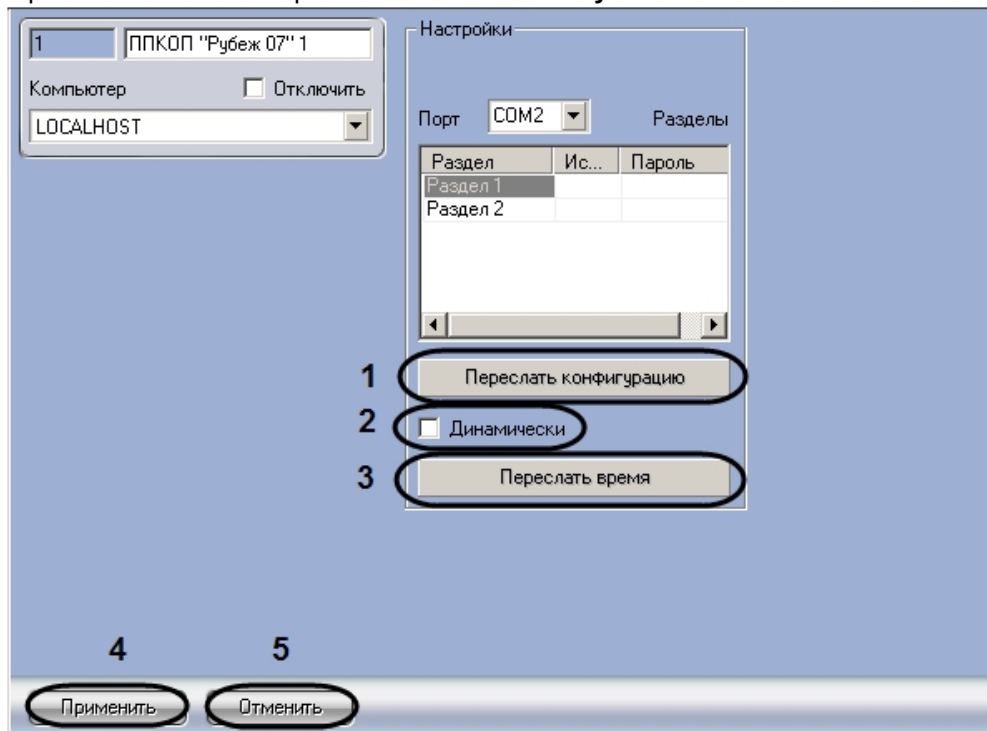 1 ППКОП "Рубеж 07" 1
Компьютер Отключить
LOCALHOST
Настройки
Порт COM2 Разделы
Раздел Ис... Пароль
Раздел 1
Раздел 2
1 Переслать конфигурацию
2 Динамически
3 Переслать время
4 5
Применить Отменить